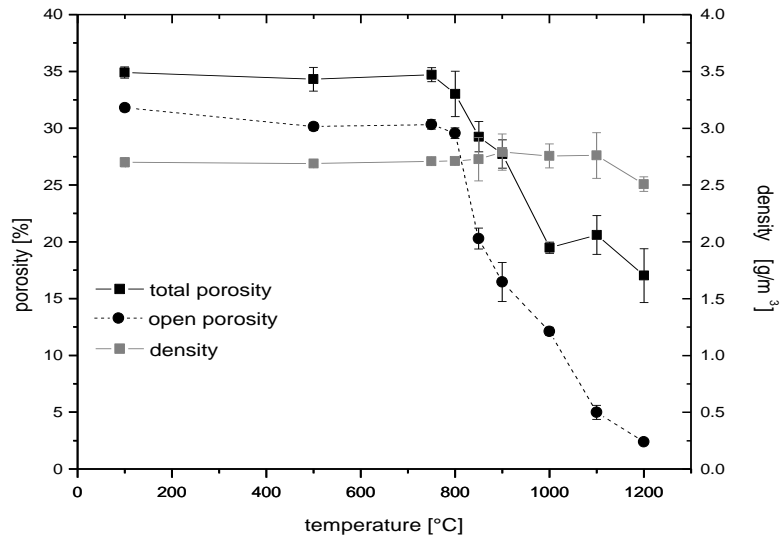 40
35
30
25
20
15
10
5
0
porosity [%]
4.0
3.5
3.0
2.5
2.0
1.5
1.0
0.5
0.0
density [g/m³]
total porosity
open porosity
density
0 200 400 600 800 1000 1200
temperature [°C]